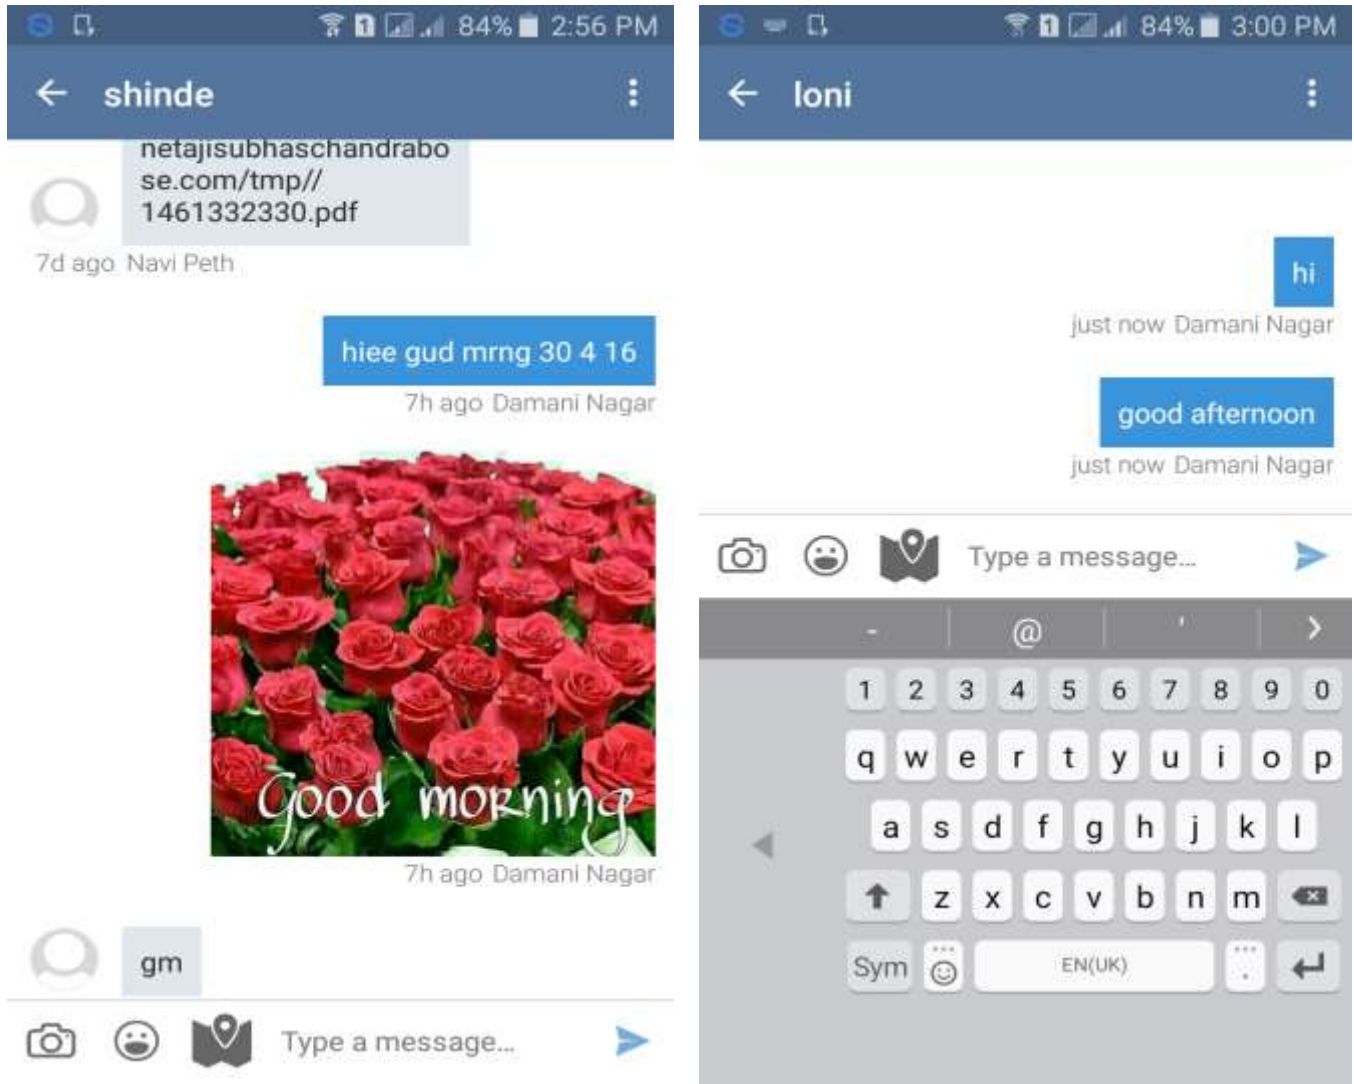 84% 2:56 PM
shinde
netajisubhaschandrabo
se.com/tmp//
1461332330.pdf
7d ago Navi Peth
hiee gud mrng 30 4 16
7h ago Damani Nagar
Good morning
7h ago Damani Nagar
gm
Type a message...
1 84% 3:00 PM
loni
hi
just now Damani Nagar
good afternoon
just now Damani Nagar
Type a message...
- @ '
1 2 3 4 5 6 7 8 9 0
q w e r t y u i o p
a s d f g h j k l
z x c v b n m
Sym EN(UK) .